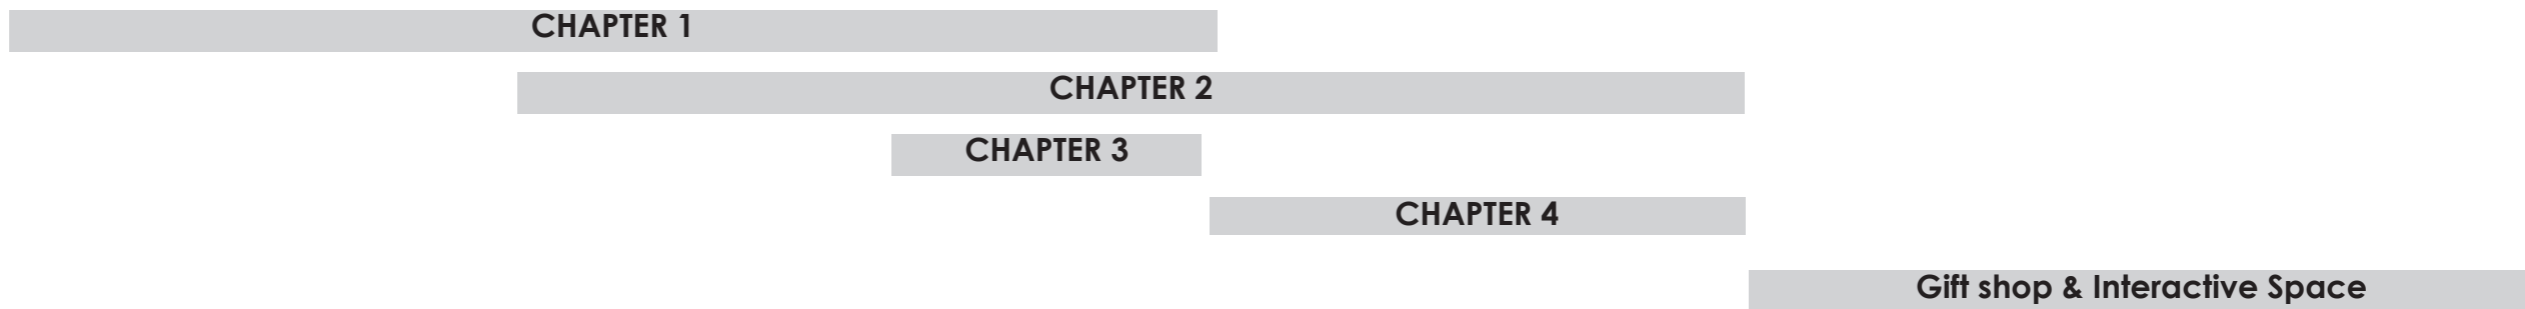 CHAPTER 1
CHAPTER 2
CHAPTER 3
CHAPTER 4
Gift shop & Interactive Space